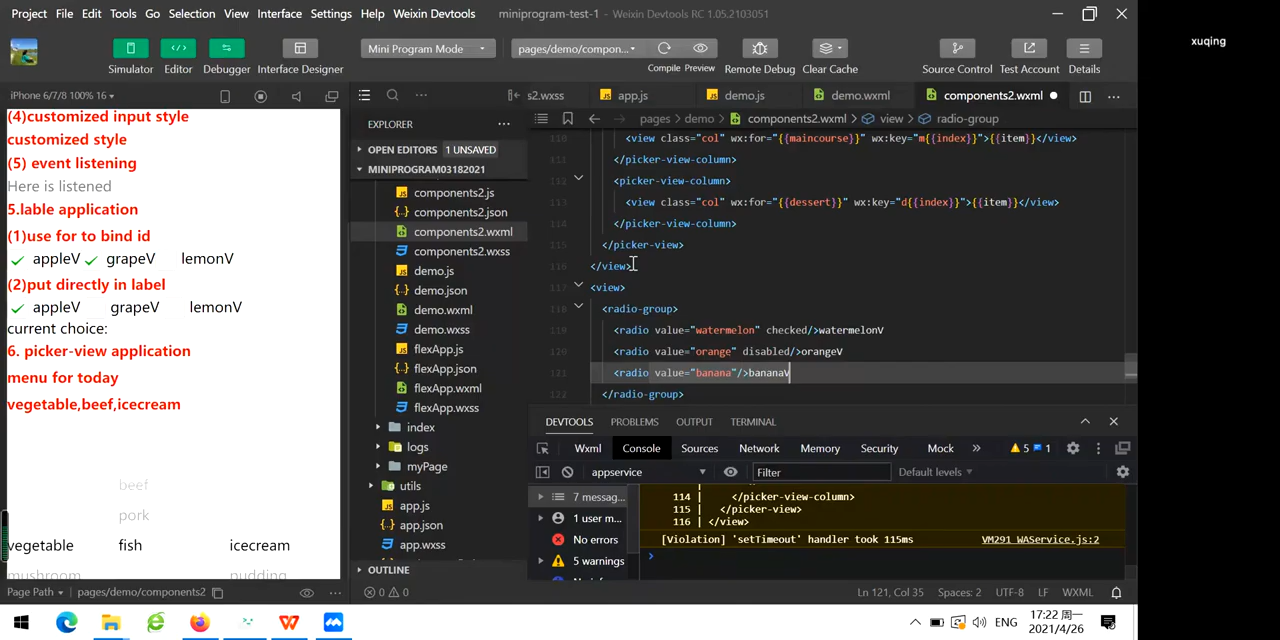 Project File Edit Tools Go Selection View Interface Settings Help Weixin Devtools miniprogram-test-1 Weixin Devtools RC 1.05.2103051
xuqing
Mini Program Mode pages/demo/compon...
Simulator Editor Debugger Interface Designer Compile Preview Remote Debug Clear Cache Source Control Test Account Details
iPhone 6/7/8 100% 16
s2.wxss app.js demo.js demo.wxml components2.wxml
EXPLORER
pages demo components2.wxml view radio-group
OPEN EDITORS 1 UNSAVED
MINIPROGRAM03182021
components2.js
components2.json
components2.wxml
components2.wxss
demo.js
demo.json
demo.wxml
demo.wxss
flexApp.js
flexApp.json
flexApp.wxml
flexApp.wxss
index
logs
myPage
utils
app.js
app.json
app.wxss
OUTLINE
(4)customized input style
customized style
(5) event listening
Here is listened
5.lable application
(1)use for to bind id
appleV grapeV lemonV
(2)put directly in label
appleV grapeV lemonV
current choice:
6. picker-view application
menu for today
vegetable,beef,icecream
beef
pork
vegetable fish icecream
mushroom pudding
110 <view class="col" wx:for="{{maincourse}}" wx:key="m{{index}}">{{item}}</view>
111 </picker-view-column>
112 <picker-view-column>
113 <view class="col" wx:for="{{dessert}}" wx:key="d{{index}}">{{item}}</view>
114 </picker-view-column>
115 </picker-view>
116 </view>
117 <view>
118 <radio-group>
119 <radio value="watermelon" checked/>watermelonV
120 <radio value="orange" disabled/>orangeV
121 <radio value="banana"/>bananaV
122 </radio-group>
DEVTOOLS PROBLEMS OUTPUT TERMINAL
Wxml Console Sources Network Memory Security Mock 5 1
appservice Filter Default levels
7 messag...
1 user m...
No errors
5 warnings
114 | </picker-view-column>
115 | </picker-view>
116 | </view>
[Violation] 'setTimeout' handler took 115ms VM291 WAService.js:2
Page Path pages/demo/components2
0 0
Ln 121, Col 35 Spaces: 2 UTF-8 LF WXML
ENG
17:22 周一
2021/4/26